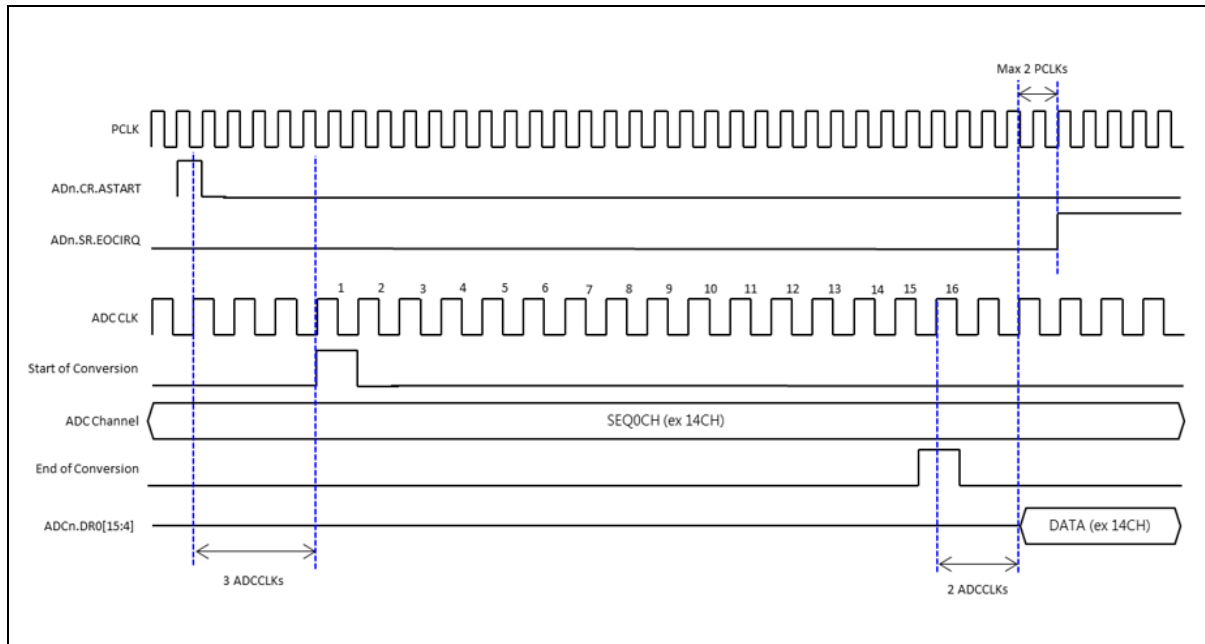 Max 2 PCLKs
PCLK
ADn.CR.ASTART
ADn.SR.EOCIRQ
1 2 3 4 5 6 7 8 9 10 11 12 13 14 15 16
ADC CLK
Start of Conversion
ADC Channel SEQ0CH (ex 14CH)
End of Conversion
ADCn.DR0[15:4] DATA (ex 14CH)
3 ADCCLKs 2 ADCCLKs